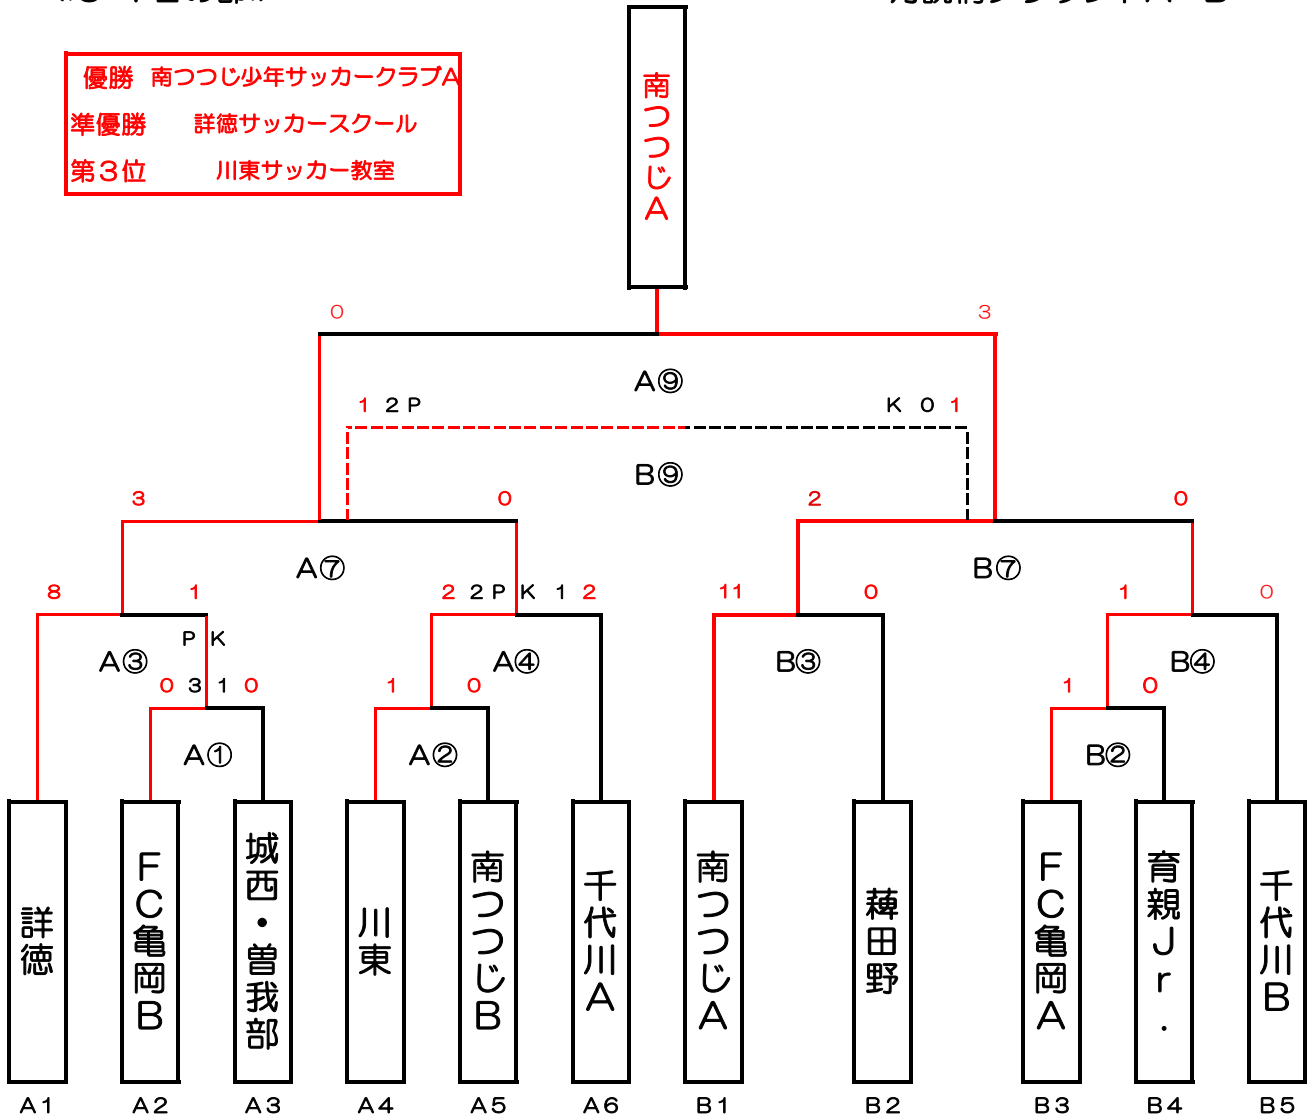 優勝 南つつじ少年サッカークラブA
準優勝 詳徳サッカースクール
第3位 川東サッカー教室
南つつじA
0 3
A⑨
1 2 P K 0 1
B⑨
3 0 2 0
A⑦ B⑦
8 1 2 2 P K 1 2 11 0 1 0
P K
A③ A④ B③ B④
0 3 1 0 1 0 1 0
A① A② B②
詳徳
FC亀岡B
城西・曽我部
川東
南つつじB
千代川A
南つつじA
薭田野
FC亀岡A
育親Jr.
千代川B
A1 A2 A3 A4 A5 A6 B1 B2 B3 B4 B5